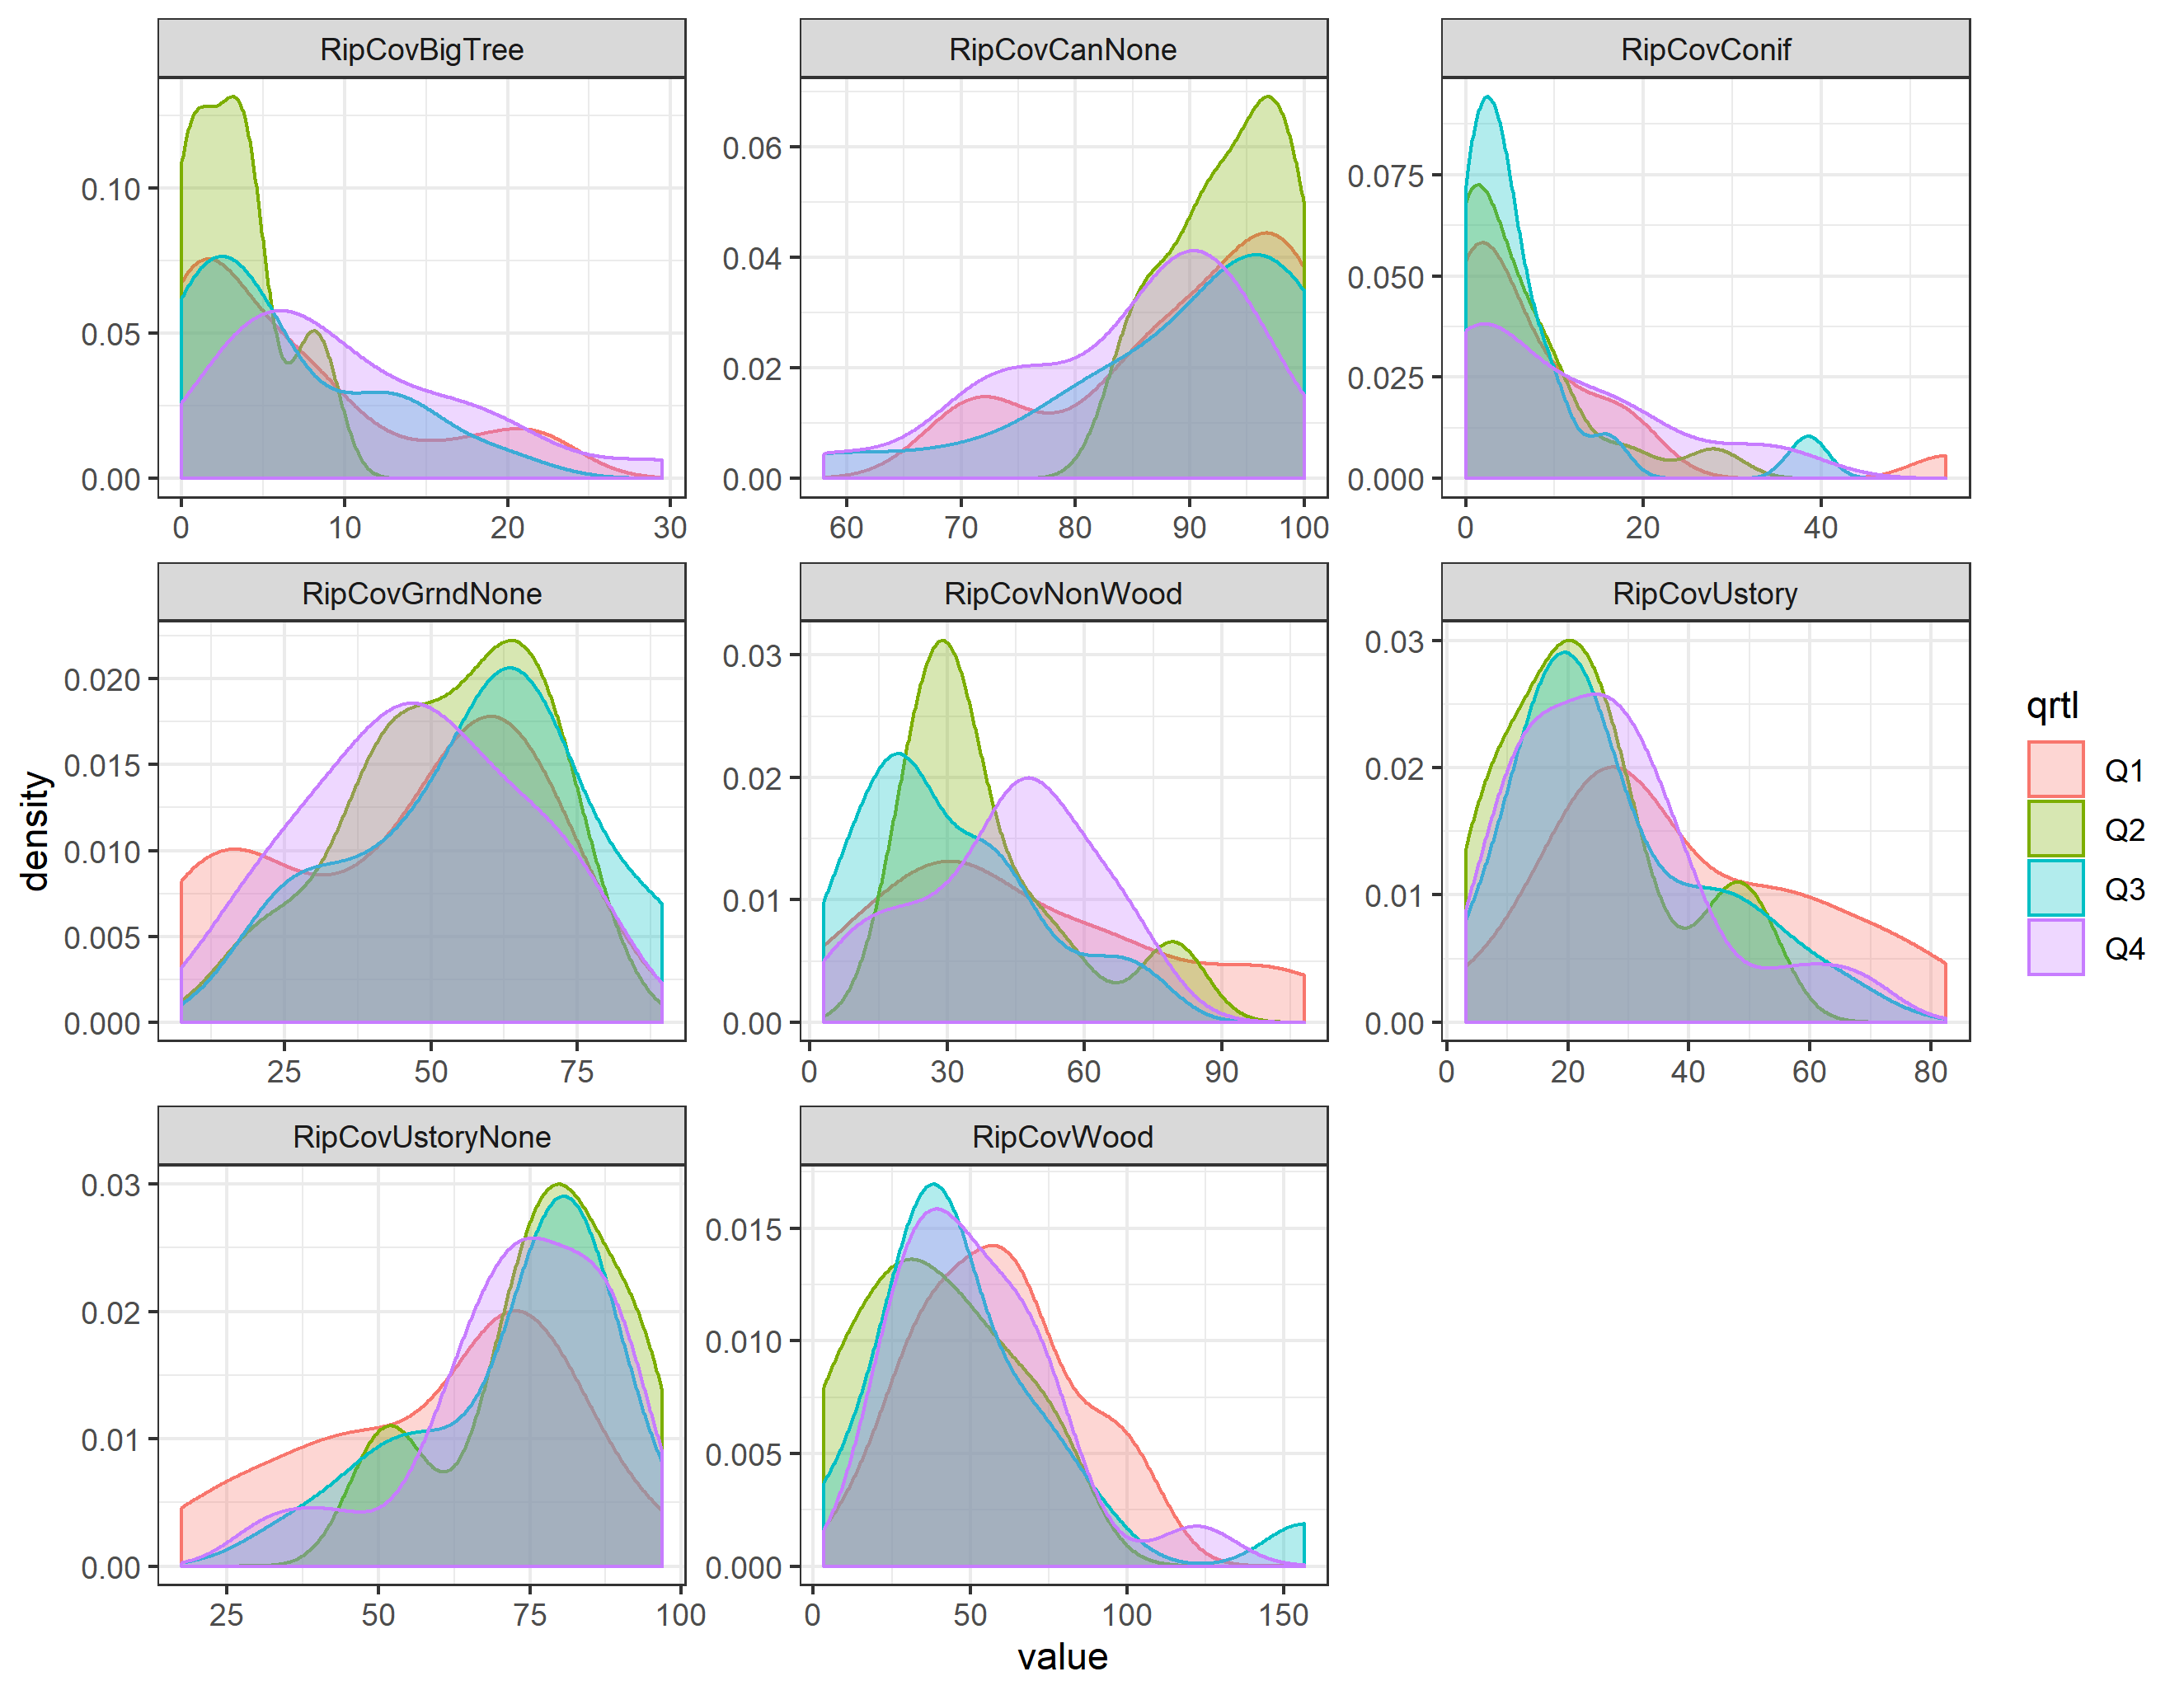 RipCovBigTree
RipCovCanNone
RipCovConif
0.10
0.05
0.00
0.06
0.04
0.02
0.00
0.075
0.050
0.025
0.000
0 10 20 30
60 70 80 90 100
0 20 40
RipCovGrndNone
RipCovNonWood
RipCovUstory
0.020
0.015
0.010
0.005
0.000
0.03
0.02
0.01
0.00
0.03
0.02
0.01
0.00
25 50 75
0 30 60 90
0 20 40 60 80
RipCovUstoryNone
RipCovWood
0.03
0.02
0.01
0.00
0.015
0.010
0.005
0.000
25 50 75 100
0 50 100 150
density
value
qrtl
Q1
Q2
Q3
Q4